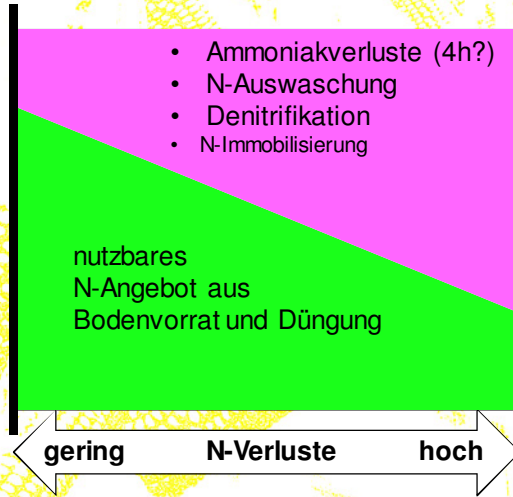 • Ammoniakverluste (4h?)
• N-Auswaschung
• Denitrifikation
• N-Immobilisierung
nutzbares
N-Angebot aus
Bodenvorrat und Düngung
gering N-Verluste hoch